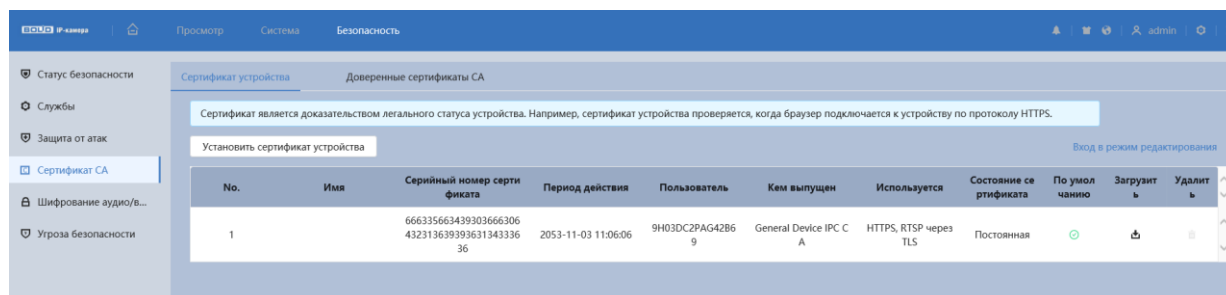 BOLID IP-камера Просмотр Система Безопасность admin
Статус безопасности
Службы
Защита от атак
Сертификат CA
Шифрование аудио/в...
Угроза безопасности
Сертификат устройства Доверенные сертификаты CA
Сертификат является доказательством легального статуса устройства. Например, сертификат устройства проверяется, когда браузер подключается к устройству по протоколу HTTPS.
Установить сертификат устройства Вход в режим редактирования
No. Имя Серийный номер серти Период действия Пользователь Кем выпущен Используется Состояние се По умол Загрузит Удалит
фиката ртификата чанию ь ь
666335663439303666306
1 432313639393631343336 2053-11-03 11:06:06 9H03DC2PAG42B6 General Device IPC C HTTPS, RTSP через Постоянная
36 9 A TLS